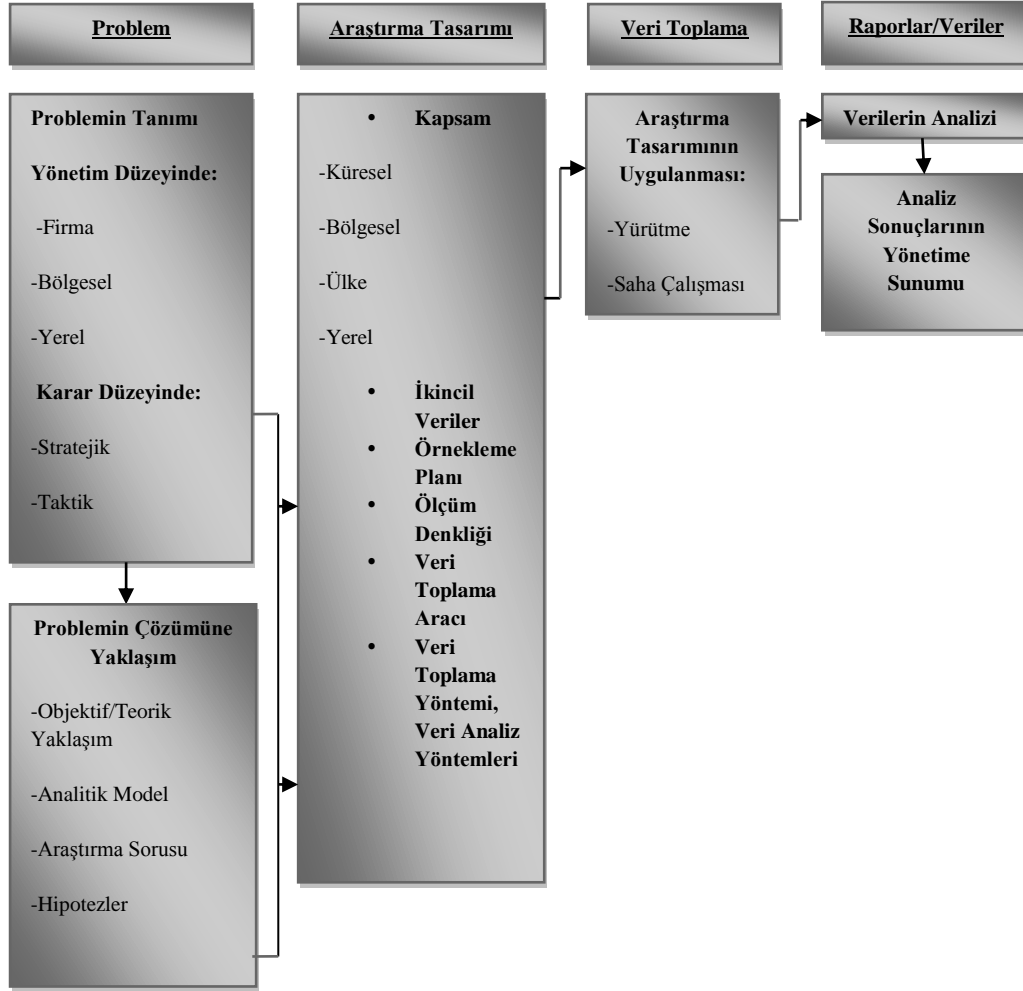 Problem
Araştırma Tasarımı
Veri Toplama
Raporlar/Veriler
Problemin Tanımı
Yönetim Düzeyinde:
-Firma
-Bölgesel
-Yerel
Karar Düzeyinde:
-Stratejik
-Taktik
Problemin Çözümüne
Yaklaşım
-Objektif/Teorik
Yaklaşım
-Analitik Model
-Araştırma Sorusu
-Hipotezler
• Kapsam
-Küresel
-Bölgesel
-Ülke
-Yerel
• İkincil
Veriler
• Örnekleme
Planı
• Ölçüm
Denkliği
• Veri
Toplama
Aracı
• Veri
Toplama
Yöntemi,
Veri Analiz
Yöntemleri
Araştırma
Tasarımının
Uygulanması:
-Yürütme
-Saha Çalışması
Verilerin Analizi
Analiz
Sonuçlarının
Yönetime
Sunumu